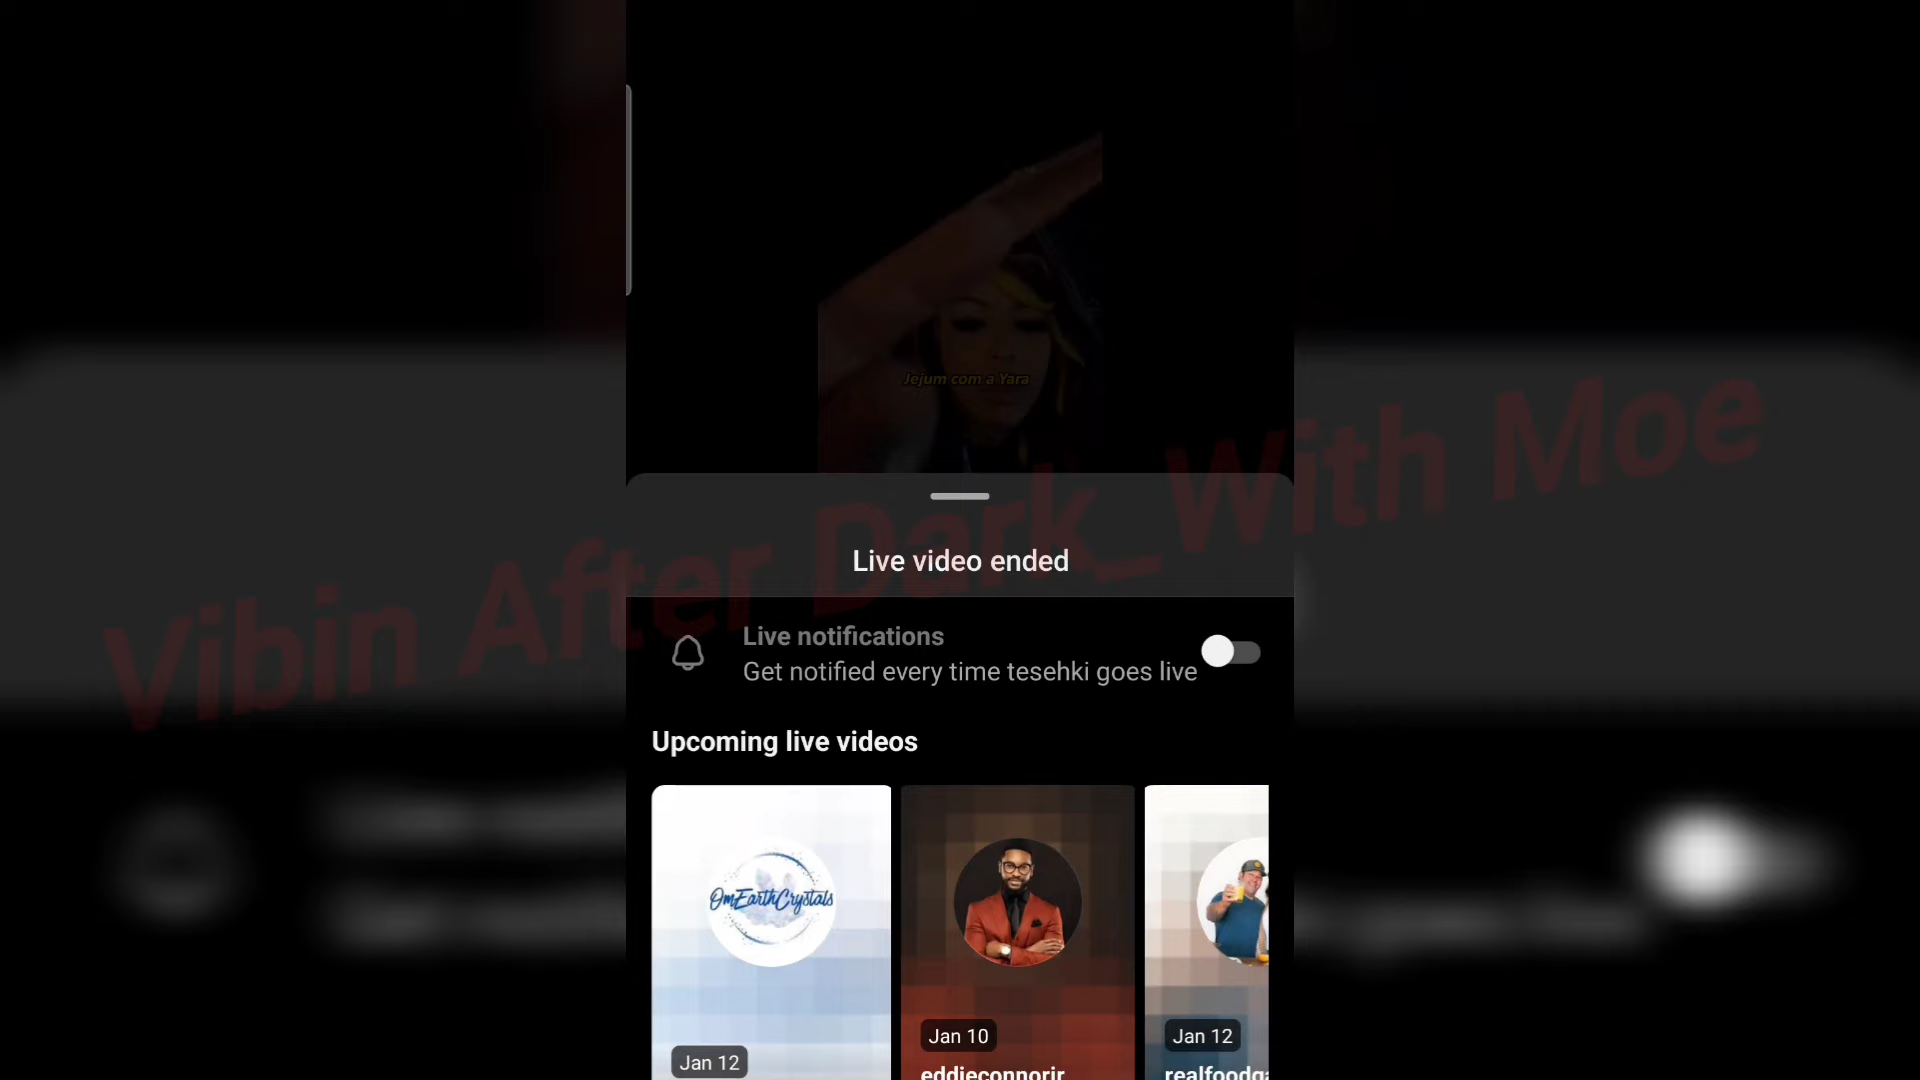 Jejum com a Yara
Vibin After Dark_With Moe
Live video ended
Live notifications
Get notified every time tesehki goes live
Upcoming live videos
OmEarthCrystals
Jan 12
Jan 10
eddieconnorjr
Jan 12